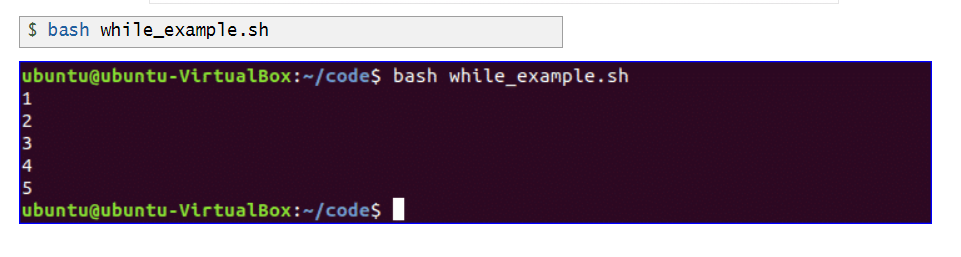 $ bash while_example.sh
ubuntu@ubuntu-VirtualBox:~/code$ bash while_example.sh
1
2
3
4
5
ubuntu@ubuntu-VirtualBox:~/code$